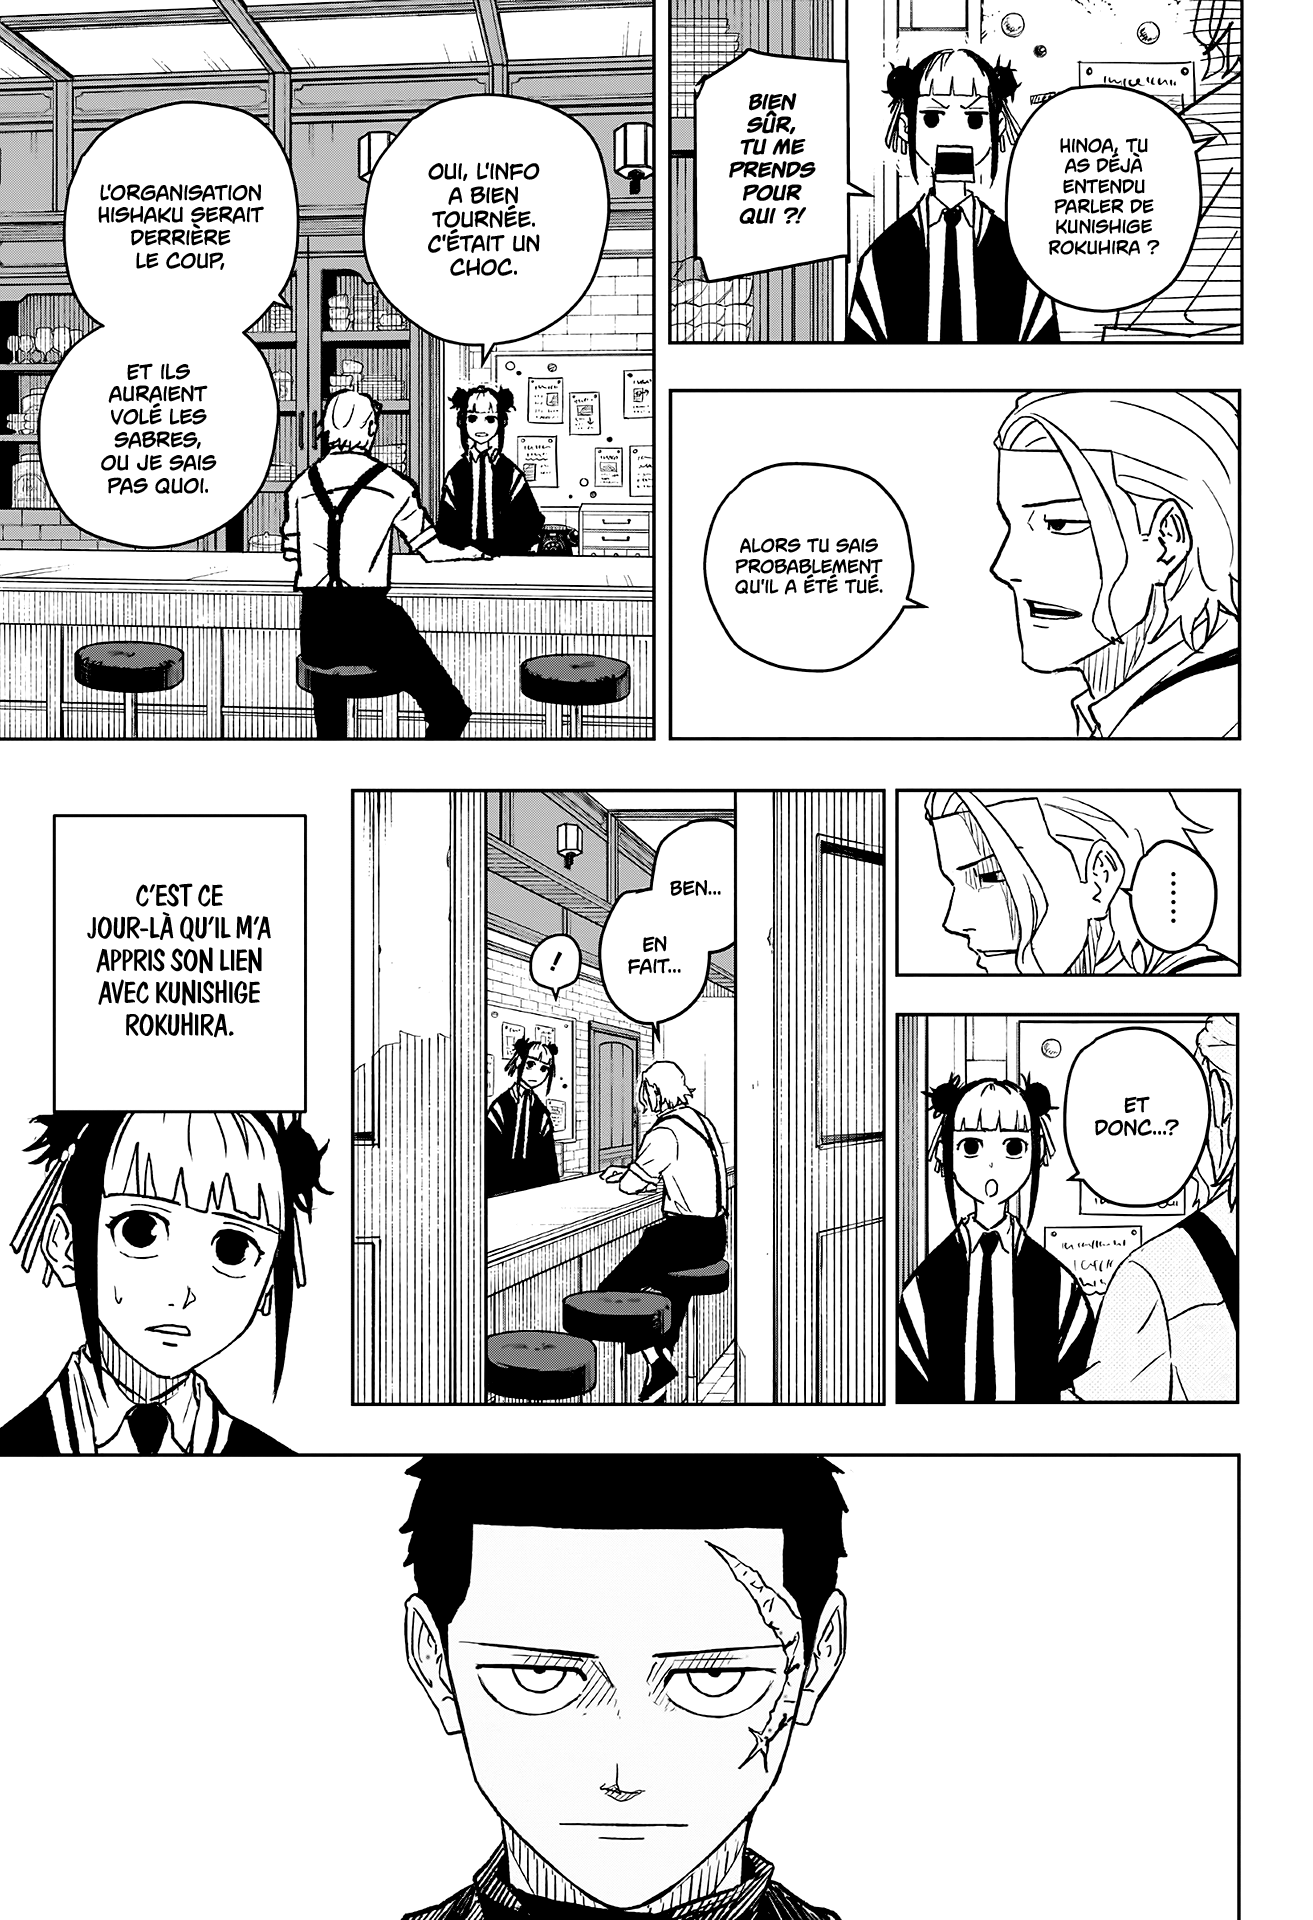 HINOA, TU
AS DÉJÀ
ENTENDU
PARLER DE
KUNISHIGE
ROKUHIRA ?
BIEN
SÛR,
TU ME
PRENDS
POUR
QUI ?!
ALORS TU SAIS
PROBABLEMENT
QU'IL A ÉTÉ TUÉ.
OUI, L'INFO
A BIEN
TOURNÉE.
C'ÉTAIT UN
CHOC.
L'ORGANISATION
HISHAKU SERAIT
DERRIÈRE
LE COUP,
ET ILS
AURAIENT
VOLÉ LES
SABRES,
OU JE SAIS
PAS QUOI.
......
ET
DONC...?
BEN...
EN
FAIT...
!
C'EST CE
JOUR-LÀ QU'IL M'A
APPRIS SON LIEN
AVEC KUNISHIGE
ROKUHIRA.